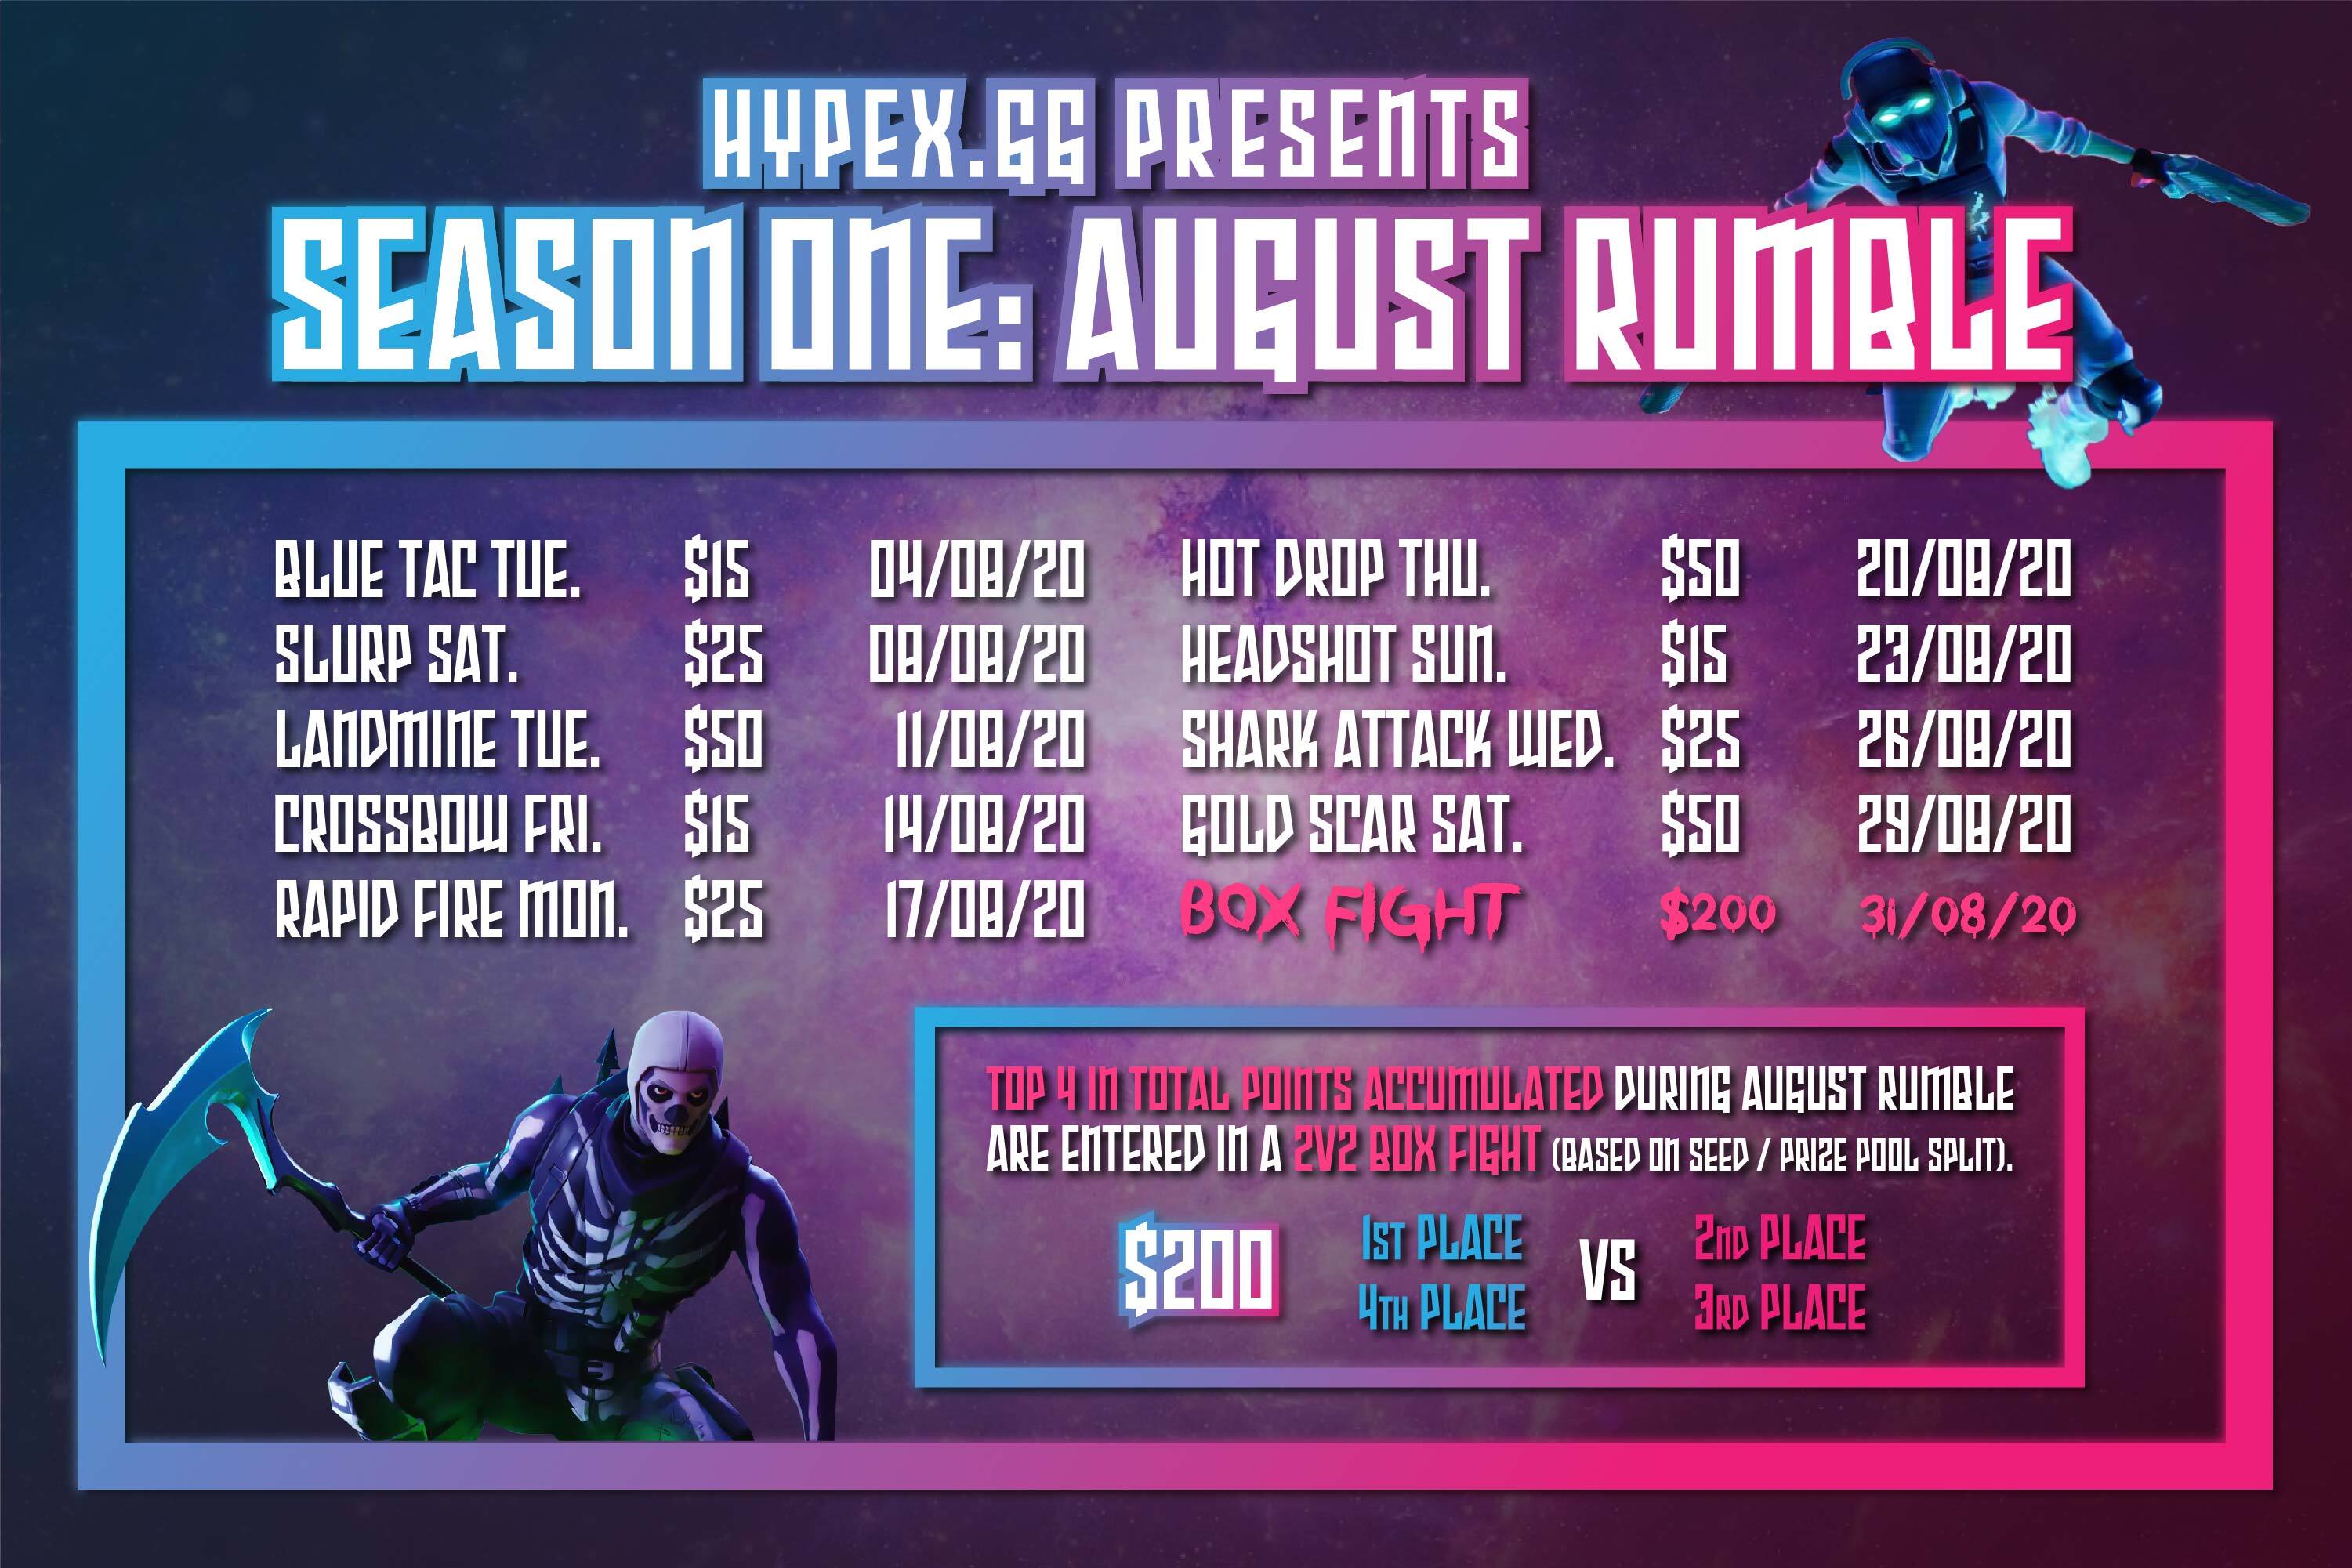 HYPEX.GG PRESENTS
SEASON ONE: AUGUST RUMBLE
BLUE TAC TUE. $15 04/08/20
SLURP SAT. $25 08/08/20
LANDMINE TUE. $50 11/08/20
CROSSBOW FRI. $15 14/08/20
RAPID FIRE MON. $25 17/08/20
HOT DROP THU. $50 20/08/20
HEADSHOT SUN. $15 23/08/20
SHARK ATTACK WED. $25 26/08/20
GOLD SCAR SAT. $50 29/08/20
BOX FIGHT $200 31/08/20
TOP 4 IN TOTAL POINTS ACCUMULATED DURING AUGUST RUMBLE
ARE ENTERED IN A 2V2 BOX FIGHT (BASED ON SEED / PRIZE POOL SPLIT).
$200
1ST PLACE
4TH PLACE
VS
2ND PLACE
3RD PLACE